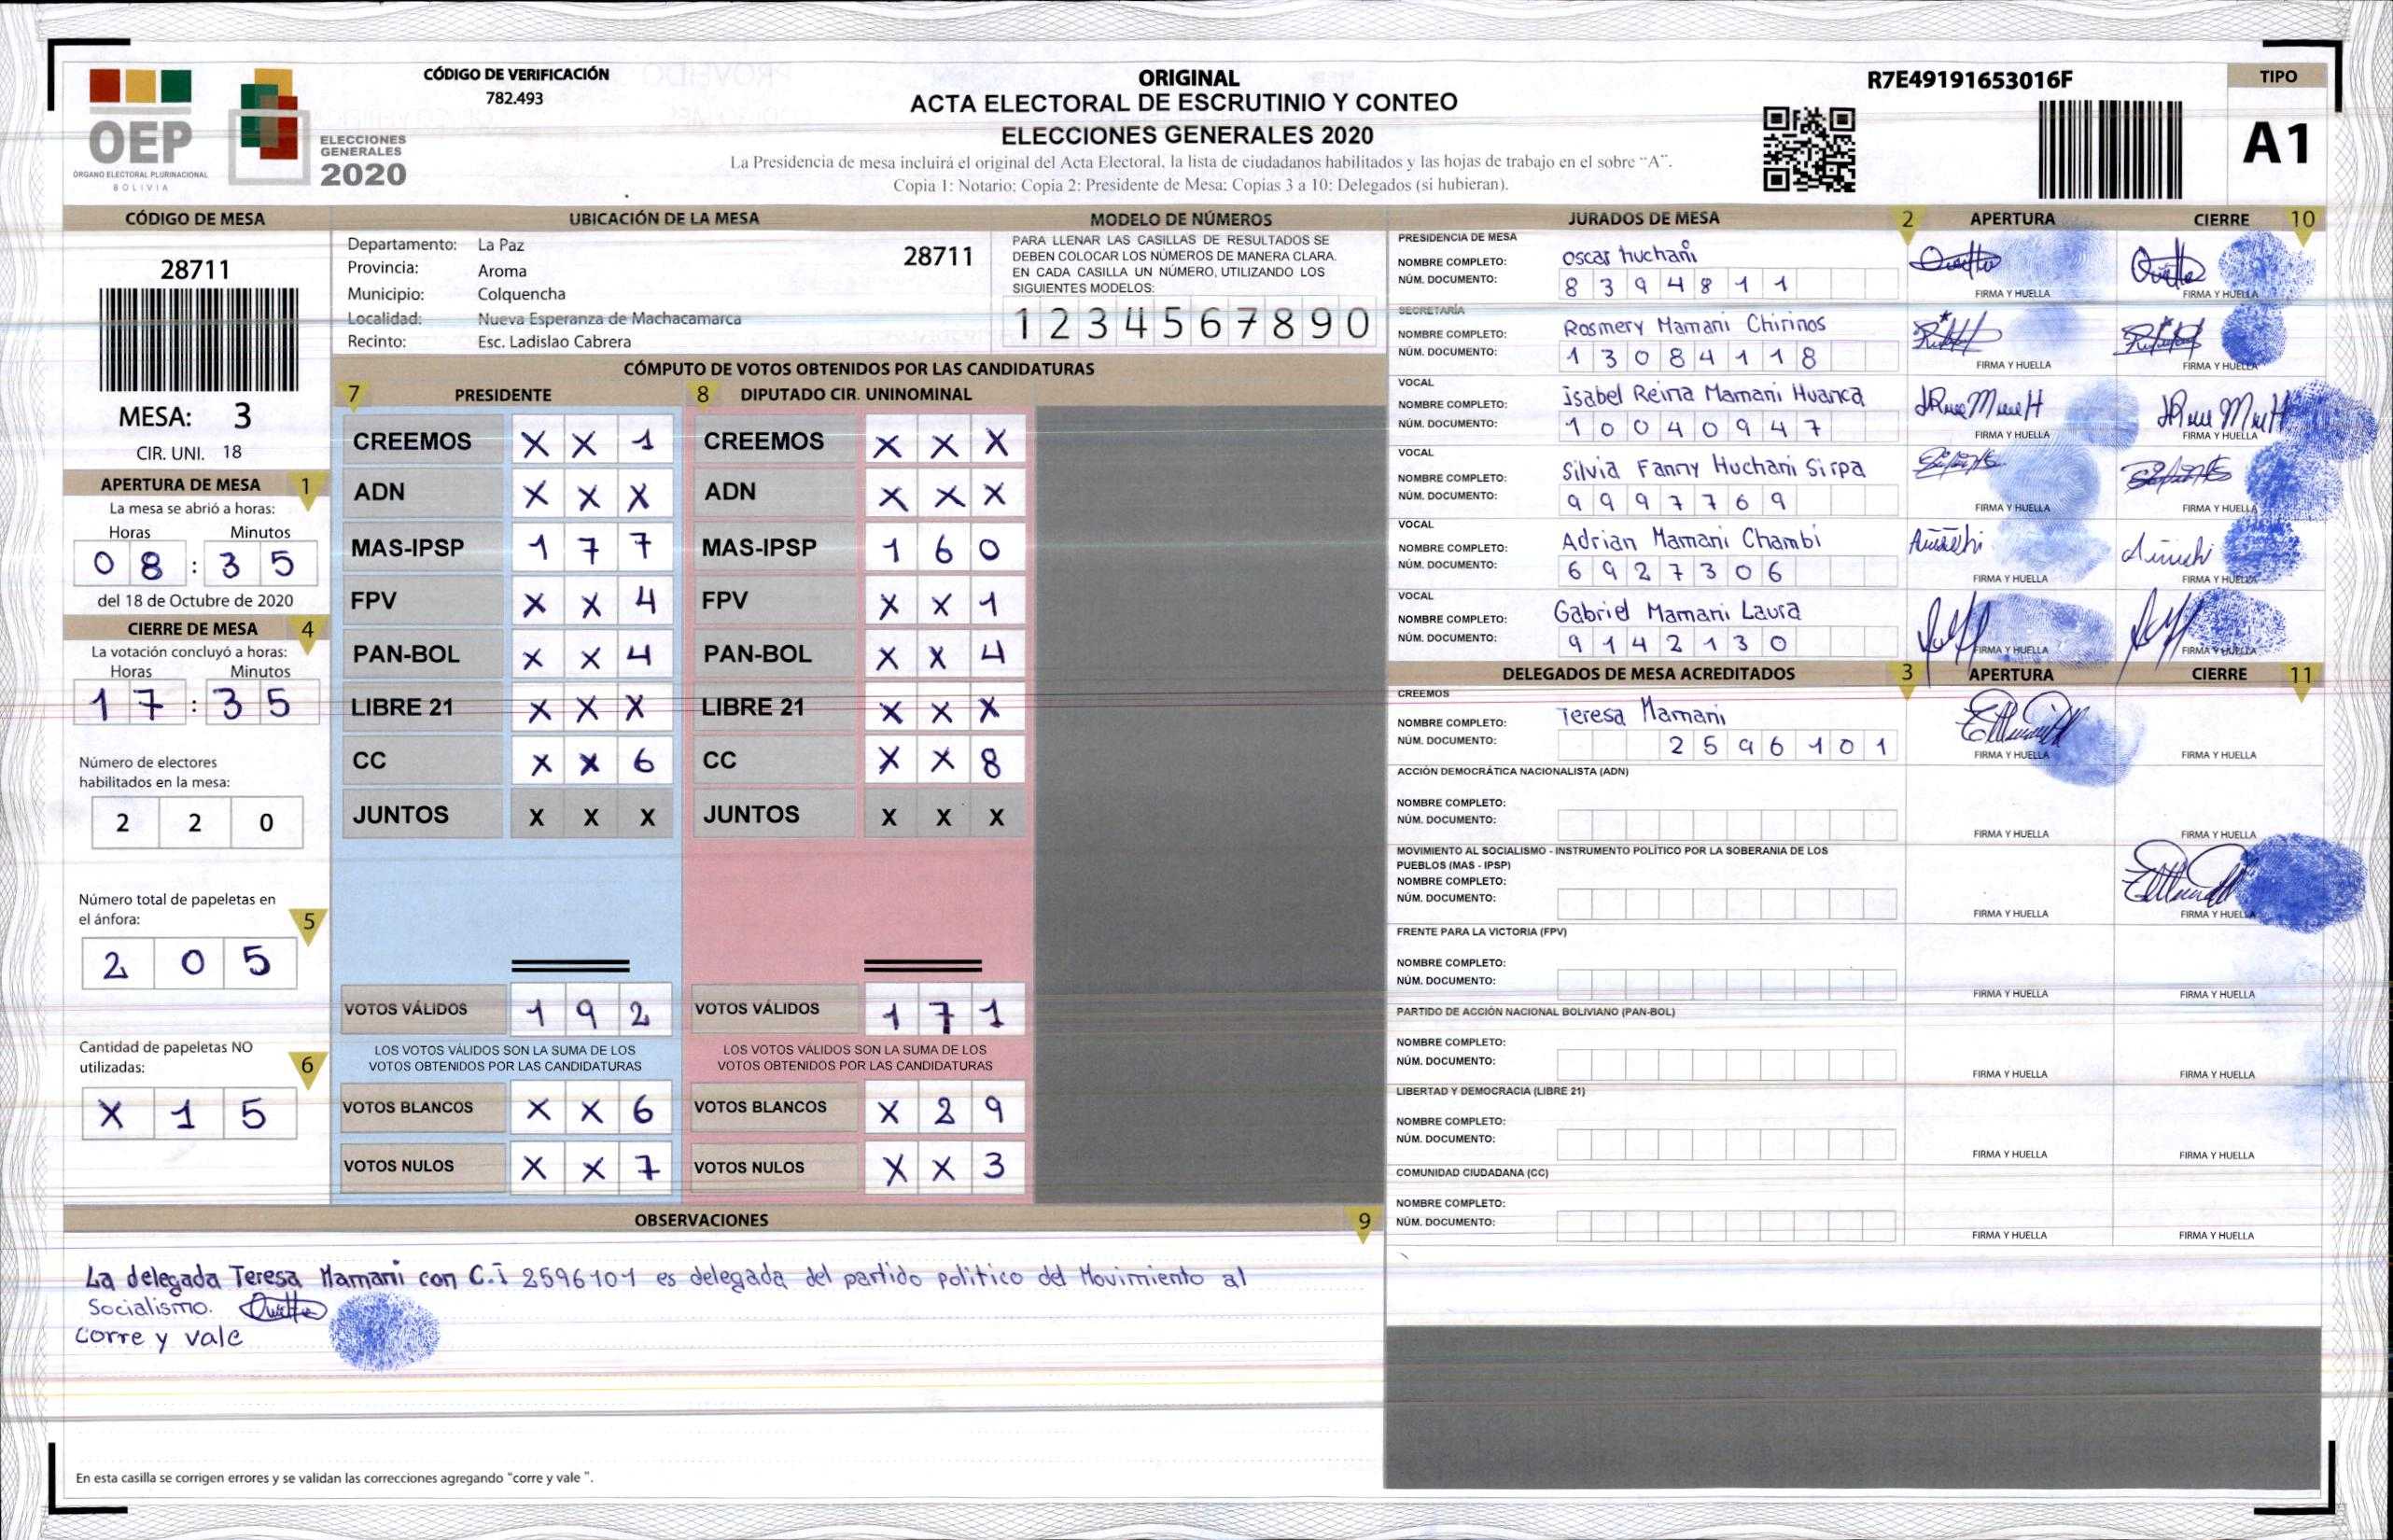 CÓDIGO DE VERIFICACIÓN
782.493
ORIGINAL
ACTA ELECTORAL DE ESCRUTINIO Y CONTEO
ELECCIONES GENERALES 2020
La Presidencia de mesa incluirá el original del Acta Electoral, la lista de ciudadanos habilitados y las hojas de trabajo en el sobre "A".
Copia 1: Notario; Copia 2: Presidente de Mesa; Copias 3 a 10: Delegados (si hubieran).
R7E49191653016F
TIPO
A1
OEP
ÓRGANO ELECTORAL PLURINACIONAL
BOLIVIA
ELECCIONES
GENERALES
2020
CÓDIGO DE MESA
28711
MESA: 3
CIR. UNI. 18
UBICACIÓN DE LA MESA
Departamento: La Paz
28711
Provincia: Aroma
Municipio: Colquencha
Localidad: Nueva Esperanza de Machacamarca
Recinto: Esc. Ladislao Cabrera
MODELO DE NÚMEROS
PARA LLENAR LAS CASILLAS DE RESULTADOS SE
DEBEN COLOCAR LOS NÚMEROS DE MANERA CLARA.
EN CADA CASILLA UN NÚMERO, UTILIZANDO LOS
SIGUIENTES MODELOS:
1 2 3 4 5 6 7 8 9 0
APERTURA DE MESA 1
La mesa se abrió a horas:
Horas Minutos
0 8 : 3 5
del 18 de Octubre de 2020
CIERRE DE MESA 4
La votación concluyó a horas:
Horas Minutos
1 7 : 3 5
Número de electores
habilitados en la mesa:
2 2 0
Número total de papeletas en
el ánfora: 5
2 0 5
Cantidad de papeletas NO
utilizadas: 6
X 1 5
CÓMPUTO DE VOTOS OBTENIDOS POR LAS CANDIDATURAS
7 PRESIDENTE
CREEMOS X X 1
ADN X X X
MAS-IPSP 1 7 7
FPV X X 4
PAN-BOL X X 4
LIBRE 21 X X X
CC X X 6
JUNTOS X X X
VOTOS VÁLIDOS 1 9 2
LOS VOTOS VÁLIDOS SON LA SUMA DE LOS
VOTOS OBTENIDOS POR LAS CANDIDATURAS
VOTOS BLANCOS X X 6
VOTOS NULOS X X 7
8 DIPUTADO CIR. UNINOMINAL
CREEMOS X X X
ADN X X X
MAS-IPSP 1 6 0
FPV X X 1
PAN-BOL X X 4
LIBRE 21 X X X
CC X X 8
JUNTOS X X X
VOTOS VÁLIDOS 1 7 1
LOS VOTOS VÁLIDOS SON LA SUMA DE LOS
VOTOS OBTENIDOS POR LAS CANDIDATURAS
VOTOS BLANCOS X 2 9
VOTOS NULOS X X 3
JURADOS DE MESA 2 APERTURA CIERRE 10
PRESIDENCIA DE MESA
NOMBRE COMPLETO: Oscar Huchani
NÚM. DOCUMENTO: 8 3 9 4 8 1 1
FIRMA Y HUELLA FIRMA Y HUELLA
SECRETARÍA
NOMBRE COMPLETO: Rosmery Mamani Chirinos
NÚM. DOCUMENTO: 1 3 0 8 4 1 1 8
FIRMA Y HUELLA FIRMA Y HUELLA
VOCAL
NOMBRE COMPLETO: isabel Reina Mamani Huanca
NÚM. DOCUMENTO: 1 0 0 4 0 9 4 7
FIRMA Y HUELLA FIRMA Y HUELLA
VOCAL
NOMBRE COMPLETO: Silvia Fanny Huchani Sirpa
NÚM. DOCUMENTO: 9 9 9 7 7 6 9
FIRMA Y HUELLA FIRMA Y HUELLA
VOCAL
NOMBRE COMPLETO: Adrian Mamani Chambi
NÚM. DOCUMENTO: 6 9 2 7 3 0 6
FIRMA Y HUELLA FIRMA Y HUELLA
VOCAL
NOMBRE COMPLETO: Gabriel Mamani Laura
NÚM. DOCUMENTO: 9 1 4 2 1 3 0
FIRMA Y HUELLA FIRMA Y HUELLA
DELEGADOS DE MESA ACREDITADOS 3 APERTURA CIERRE 11
CREEMOS
NOMBRE COMPLETO: Teresa Mamani
NÚM. DOCUMENTO: 2 5 9 6 1 0 1
FIRMA Y HUELLA FIRMA Y HUELLA
ACCIÓN DEMOCRÁTICA NACIONALISTA (ADN)
NOMBRE COMPLETO:
NÚM. DOCUMENTO:
FIRMA Y HUELLA FIRMA Y HUELLA
MOVIMIENTO AL SOCIALISMO - INSTRUMENTO POLÍTICO POR LA SOBERANIA DE LOS
PUEBLOS (MAS - IPSP)
NOMBRE COMPLETO:
NÚM. DOCUMENTO:
FIRMA Y HUELLA FIRMA Y HUELLA
FRENTE PARA LA VICTORIA (FPV)
NOMBRE COMPLETO:
NÚM. DOCUMENTO:
FIRMA Y HUELLA FIRMA Y HUELLA
PARTIDO DE ACCIÓN NACIONAL BOLIVIANO (PAN-BOL)
NOMBRE COMPLETO:
NÚM. DOCUMENTO:
FIRMA Y HUELLA FIRMA Y HUELLA
LIBERTAD Y DEMOCRACIA (LIBRE 21)
NOMBRE COMPLETO:
NÚM. DOCUMENTO:
FIRMA Y HUELLA FIRMA Y HUELLA
COMUNIDAD CIUDADANA (CC)
NOMBRE COMPLETO:
NÚM. DOCUMENTO:
FIRMA Y HUELLA FIRMA Y HUELLA
OBSERVACIONES 9
La delegada Teresa Mamani con C.I 2596101 es delegada del partido politico del Movimiento al
Socialismo.
corre y vale
En esta casilla se corrigen errores y se validan las correcciones agregando "corre y vale ".